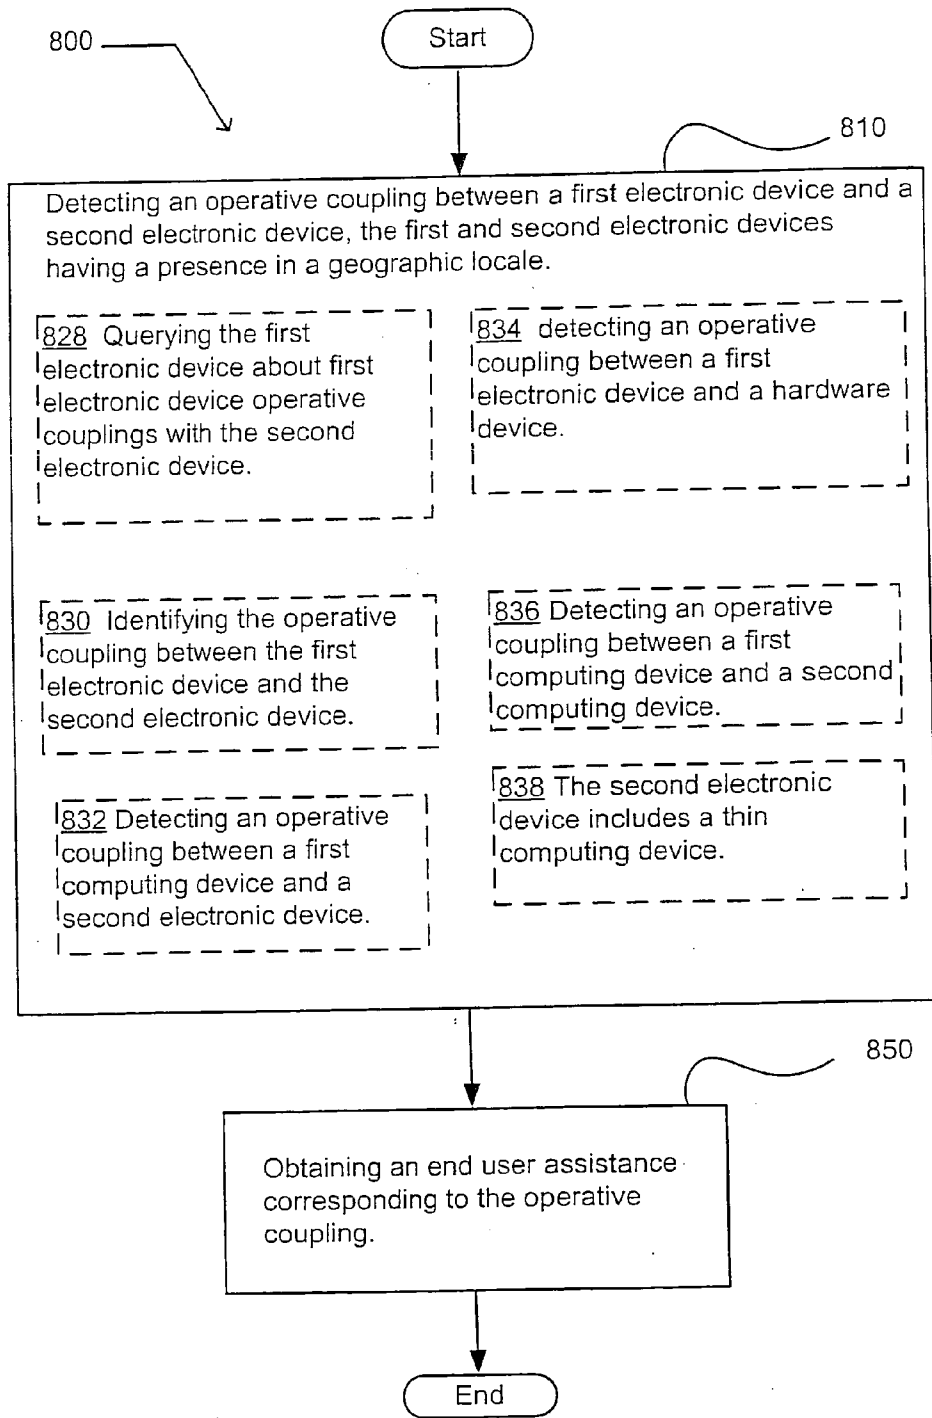 800
Start
810
Detecting an operative coupling between a first electronic device and a
second electronic device, the first and second electronic devices
having a presence in a geographic locale.
828 Querying the first
electronic device about first
electronic device operative
couplings with the second
electronic device.
834 detecting an operative
coupling between a first
electronic device and a hardware
device.
830 Identifying the operative
coupling between the first
electronic device and the
second electronic device.
836 Detecting an operative
coupling between a first
computing device and a second
computing device.
832 Detecting an operative
coupling between a first
computing device and a
second electronic device.
838 The second electronic
device includes a thin
computing device.
850
Obtaining an end user assistance
corresponding to the operative
coupling.
End